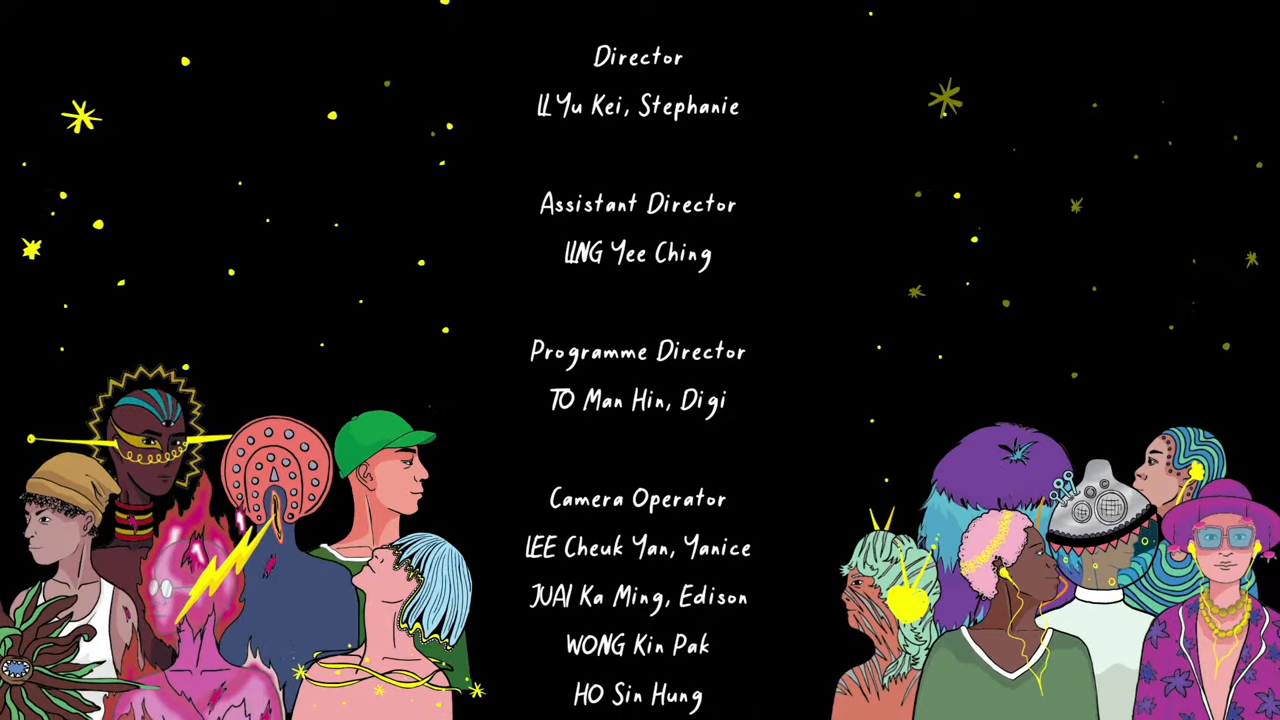 Director
LI Yu Kei, Stephanie
Assistant Director
LING Yee Ching
Programme Director
TO Man Hin, Digi
Camera Operator
LEE Cheuk Yan, Yanice
JUAI Ka Ming, Edison
WONG Kin Pak
HO Sin Hung